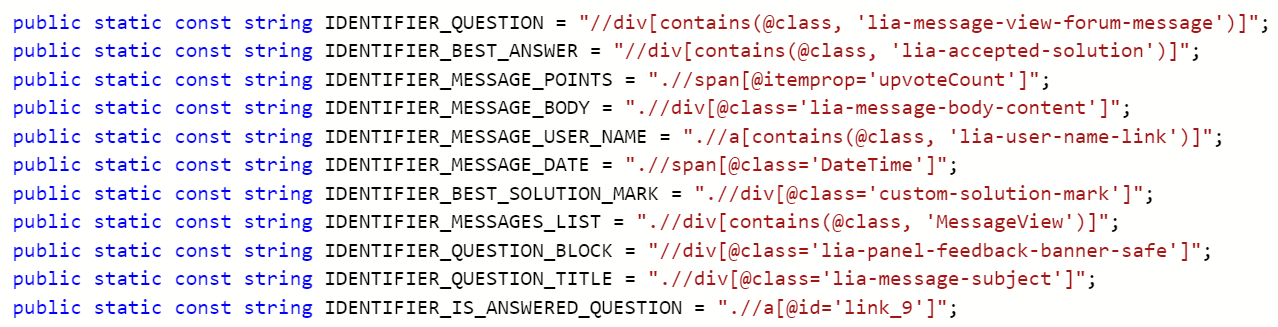 public static const string IDENTIFIER_QUESTION = "//div[contains(@class, 'lia-message-view-forum-message')]";
public static const string IDENTIFIER_BEST_ANSWER = "//div[contains(@class, 'lia-accepted-solution')]";
public static const string IDENTIFIER_MESSAGE_POINTS = ".//span[@itemprop='upvoteCount']";
public static const string IDENTIFIER_MESSAGE_BODY = ".//div[@class='lia-message-body-content']";
public static const string IDENTIFIER_MESSAGE_USER_NAME = ".//a[contains(@class, 'lia-user-name-link')]";
public static const string IDENTIFIER_MESSAGE_DATE = ".//span[@class='DateTime']";
public static const string IDENTIFIER_BEST_SOLUTION_MARK = ".//div[@class='custom-solution-mark']";
public static const string IDENTIFIER_MESSAGES_LIST = ".//div[contains(@class, 'MessageView')]";
public static const string IDENTIFIER_QUESTION_BLOCK = "//div[@class='lia-panel-feedback-banner-safe']";
public static const string IDENTIFIER_QUESTION_TITLE = ".//div[@class='lia-message-subject']";
public static const string IDENTIFIER_IS_ANSWERED_QUESTION = ".//a[@id='link_9']";